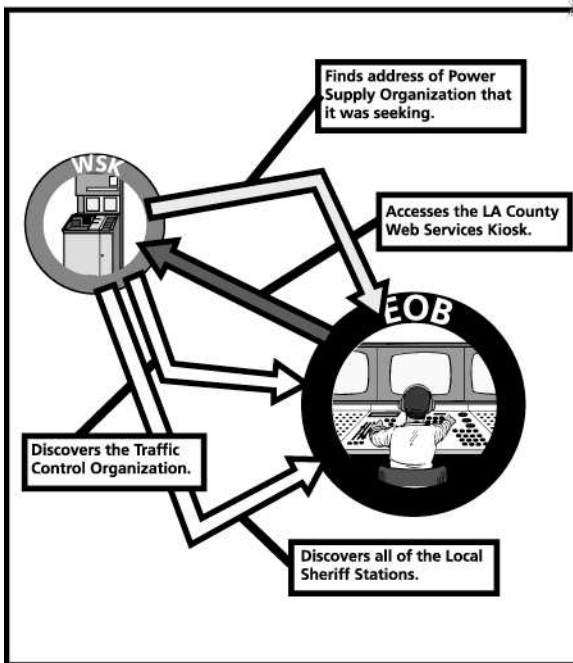 Finds address of Power
Supply Organization that
it was seeking.
WSK
Accesses the LA County
Web Services Kiosk.
EOB
Discovers the Traffic
Control Organization.
Discovers all of the Local
Sheriff Stations.